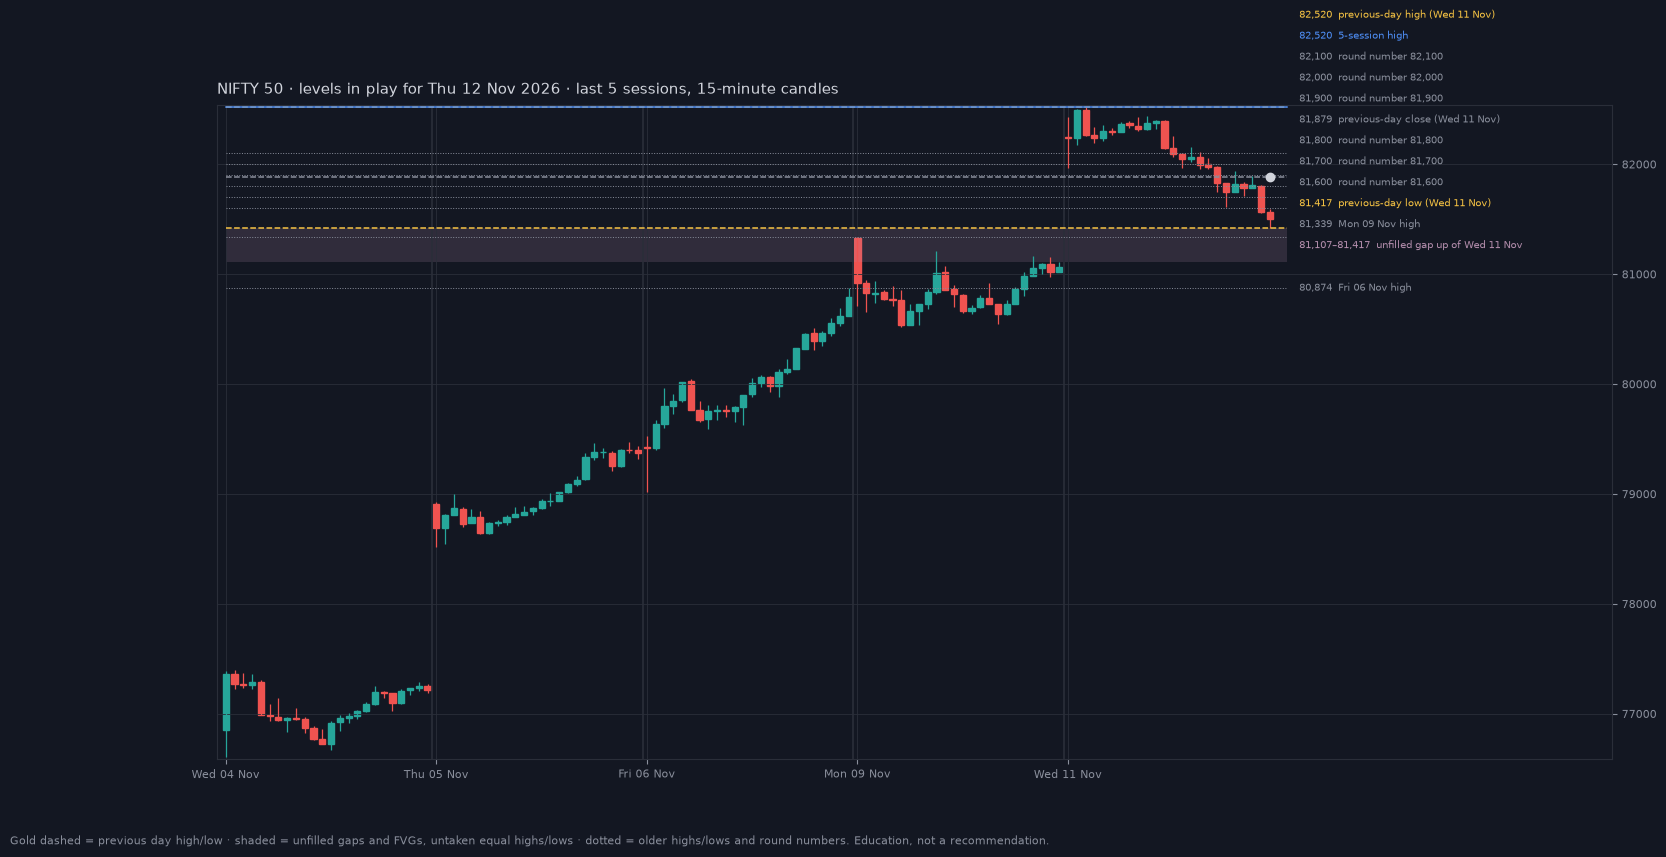 82,520 previous-day high (Wed 11 Nov)
82,520 5-session high
82,100 round number 82,100
82,000 round number 82,000
NIFTY 50 · levels in play for Thu 12 Nov 2026 · last 5 sessions, 15-minute candles
81,900 round number 81,900
81,879 previous-day close (Wed 11 Nov)
81,800 round number 81,800
81,700 round number 81,700
82000
81,600 round number 81,600
81,417 previous-day low (Wed 11 Nov)
81,339 Mon 09 Nov high
81,107–81,417 unfilled gap up of Wed 11 Nov
81000
80,874 Fri 06 Nov high
80000
79000
78000
77000
Wed 04 Nov Thu 05 Nov Fri 06 Nov Mon 09 Nov Wed 11 Nov
Gold dashed = previous day high/low · shaded = unfilled gaps and FVGs, untaken equal highs/lows · dotted = older highs/lows and round numbers. Education, not a recommendation.